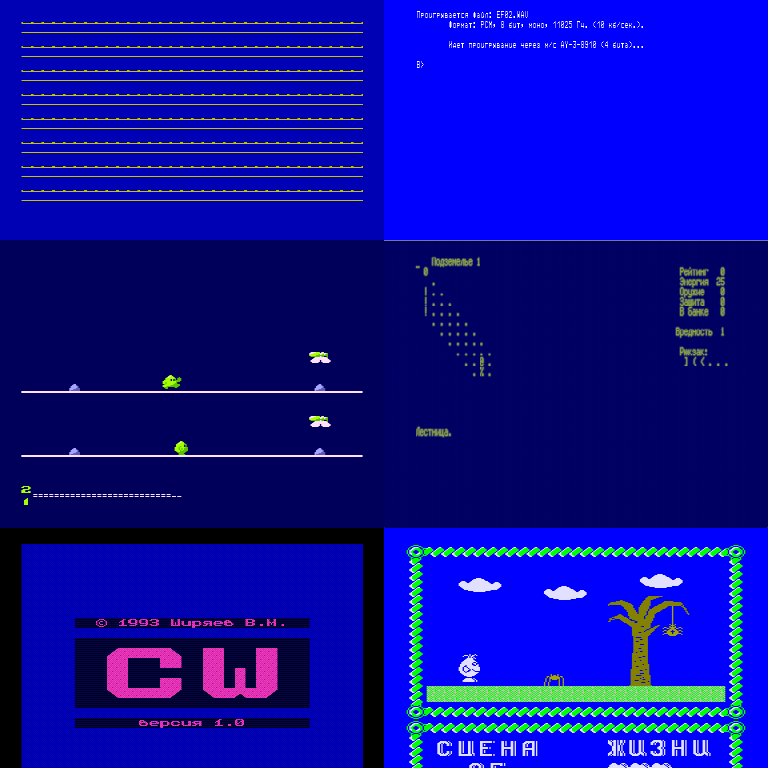 Проигрывается файл: EF02.WAV
Формат: PCM, 8 бит, моно, 11025 Гц. (10 кб/сек.).
Идет проигрывание через м/с AY-3-8910 (4 бита)...
B>
Подземелье 1
Рейтинг 0
Энергия 25
Оружие 0
Защита 0
В банке 0
Вредность 1
Рюкзак:
](((...
Лестница.
2
1
© 1993 Ширяев В.М.
CW
версия 1.0
СЦЕНА ЖИЗНИ